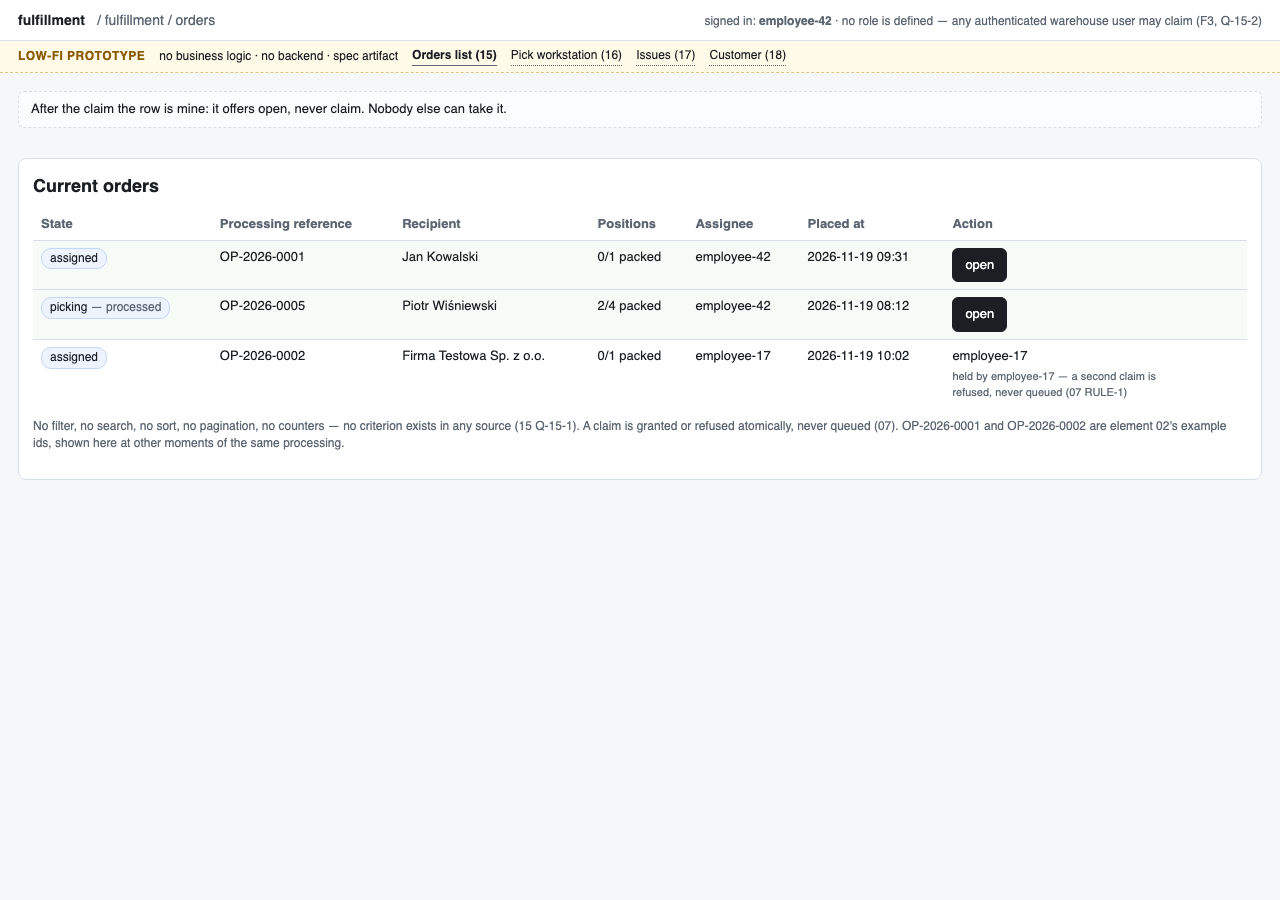 fulfillment / fulfillment / orders signed in: employee-42 · no role is defined — any authenticated warehouse user may claim (F3, Q-15-2)
LOW-FI PROTOTYPE no business logic · no backend · spec artifact Orders list (15) Pick workstation (16) Issues (17) Customer (18)
After the claim the row is mine: it offers open, never claim. Nobody else can take it.
Current orders
State Processing reference Recipient Positions Assignee Placed at Action
assigned OP-2026-0001 Jan Kowalski 0/1 packed employee-42 2026-11-19 09:31 open
picking — processed OP-2026-0005 Piotr Wiśniewski 2/4 packed employee-42 2026-11-19 08:12 open
assigned OP-2026-0002 Firma Testowa Sp. z o.o. 0/1 packed employee-17 2026-11-19 10:02 employee-17
held by employee-17 — a second claim is
refused, never queued (07 RULE-1)
No filter, no search, no sort, no pagination, no counters — no criterion exists in any source (15 Q-15-1). A claim is granted or refused atomically, never queued (07). OP-2026-0001 and OP-2026-0002 are element 02's example
ids, shown here at other moments of the same processing.